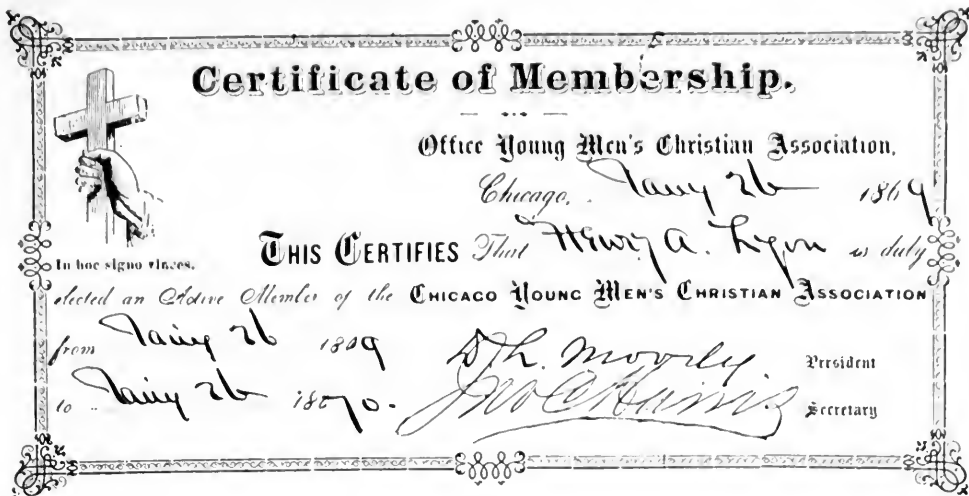 Certificate of Membership.
Office Young Men's Christian Association,
Chicago, Jany 26 1869
In hoc signo vinces.
THIS CERTIFIES That Henry A. Lyon is duly
elected an Active Member of the CHICAGO YOUNG MEN'S CHRISTIAN ASSOCIATION
from Jany 26 1869 D. L. Moody President
to Jany 26 1870. Jno C Harris Secretary